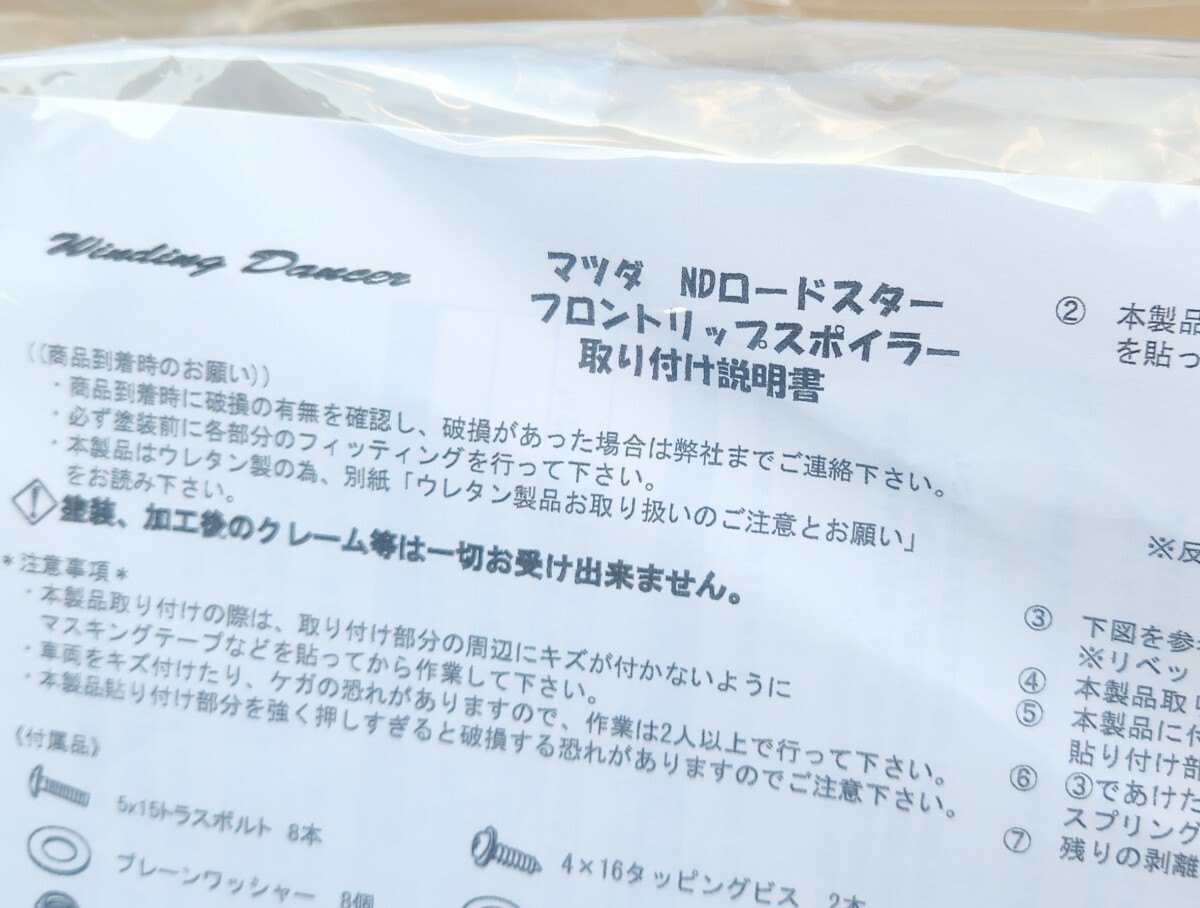 Winding Dancer
マツダ NDロードスター
フロントリップスポイラー
取り付け説明書
((商品到着時のお願い))
・商品到着時に破損の有無を確認し、破損があった場合は弊社までご連絡下さい。
・必ず塗装前に各部分のフィッティングを行って下さい。
・本製品はウレタン製の為、別紙「ウレタン製品お取り扱いのご注意とお願い」
をお読み下さい。
塗装、加工後のクレーム等は一切お受け出来ません。
*注意事項*
・本製品取り付けの際は、取り付け部分の周辺にキズが付かないように
マスキングテープなどを貼ってから作業して下さい。
・車両をキズ付けたり、ケガの恐れがありますので、作業は2人以上で行って下さい。
・本製品貼り付け部分を強く押しすぎると破損する恐れがありますのでご注意下さい。
《付属品》
5x15トラスボルト 8本
プレーンワッシャー 8個
4×16タッピングビス 2本
② 本製品
を貼っ
※反
③ 下図を参
※リベッ
④ 本製品取り
⑤ 本製品に付
貼り付け部
⑥ ③であけた
スプリング
⑦ 残りの剥離